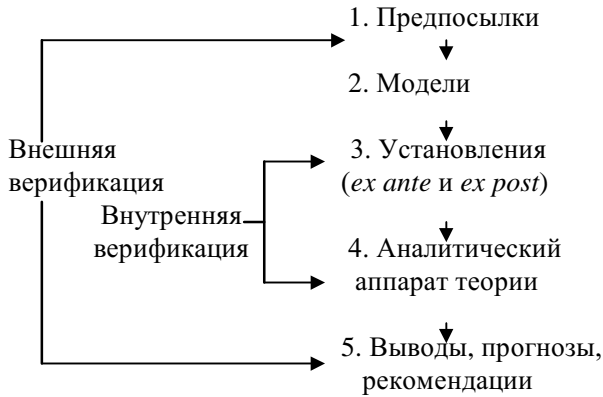 1. Предпосылки
2. Модели
Внешняя
верификация
3. Установления
(ex ante и ex post)
Внутренняя
верификация
4. Аналитический
аппарат теории
5. Выводы, прогнозы,
рекомендации